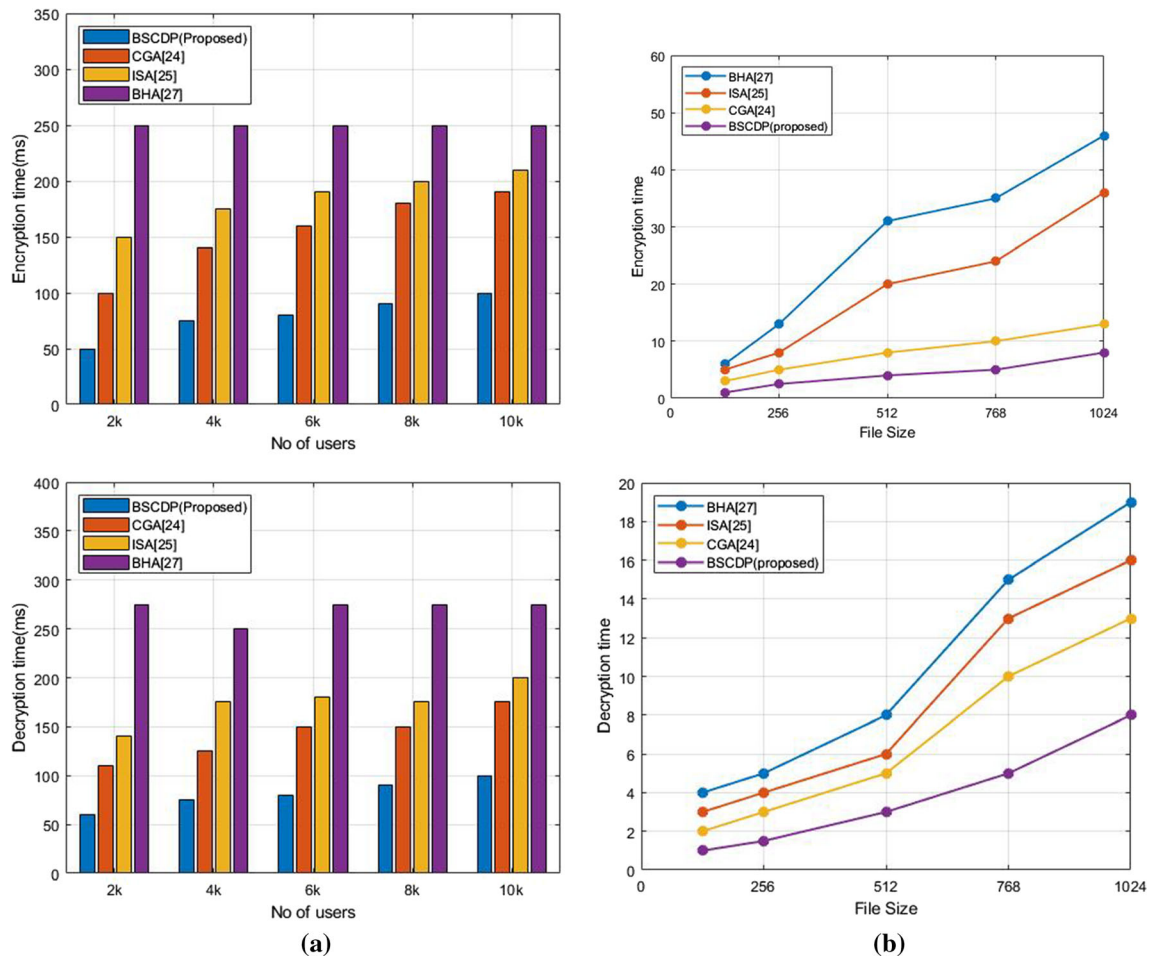 350
300
250
200
150
100
50
0
Encryption time(ms)
BSCDP(Proposed)
CGA[24]
ISA[25]
BHA[27]
2k 4k 6k 8k 10k
No of users
60
50
40
30
20
10
0
Encryption time
BHA[27]
ISA[25]
CGA[24]
BSCDP(proposed)
0 256 512 768 1024
File Size
400
350
300
250
200
150
100
50
0
Decryption time(ms)
BSCDP(Proposed)
CGA[24]
ISA[25]
BHA[27]
2k 4k 6k 8k 10k
No of users
(a)
20
18
16
14
12
10
8
6
4
2
0
Decryption time
BHA[27]
ISA[25]
CGA[24]
BSCDP(proposed)
0 256 512 768 1024
File Size
(b)